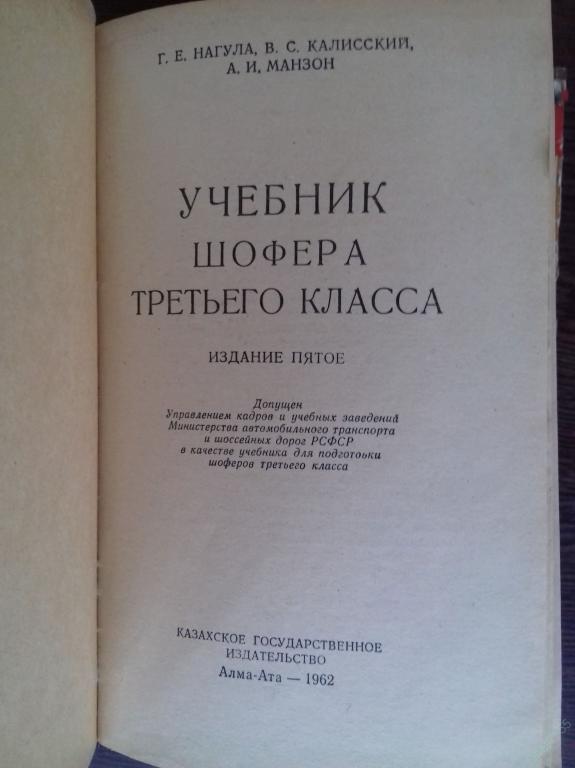 Г. Е. НАГУЛА, В. С. КАЛИССКИЙ,
А. И. МАНЗОН
УЧЕБНИК
ШОФЕРА
ТРЕТЬЕГО КЛАССА
ИЗДАНИЕ ПЯТОЕ
Допущен
Управлением кадров и учебных заведений
Министерства автомобильного транспорта
и шоссейных дорог РСФСР
в качестве учебника для подготовки
шоферов третьего класса
КАЗАХСКОЕ ГОСУДАРСТВЕННОЕ
ИЗДАТЕЛЬСТВО
Алма-Ата — 1962